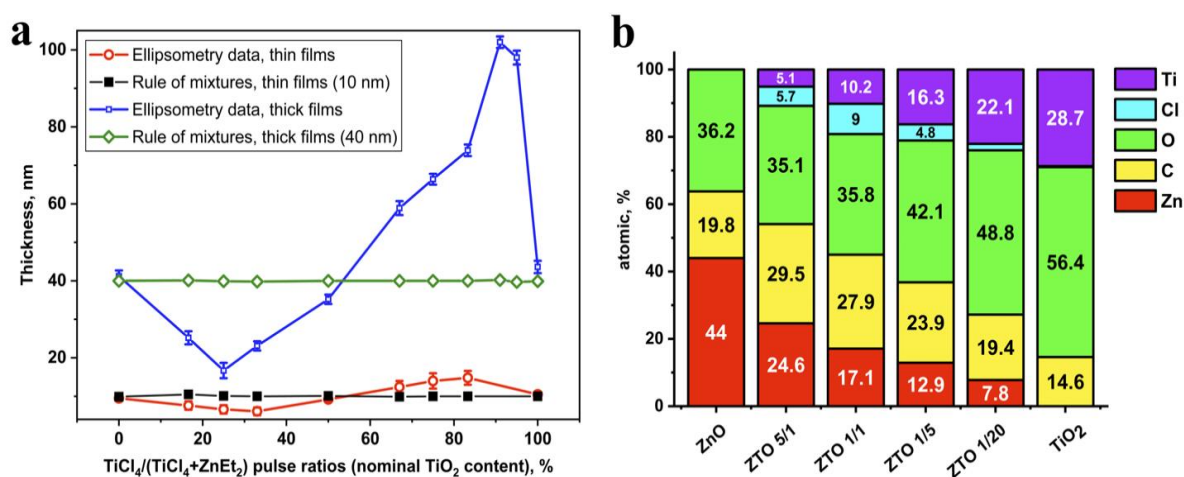 a
Ellipsometry data, thin films
Rule of mixtures, thin films (10 nm)
Ellipsometry data, thick films
Rule of mixtures, thick films (40 nm)
Thickness, nm
100
80
60
40
20
0 20 40 60 80 100
TiCl₄/(TiCl₄+ZnEt₂) pulse ratios (nominal TiO₂ content), %
b
atomic, %
100
80
60
40
20
0
36.2
19.8
44
5.1
5.7
35.1
29.5
24.6
10.2
9
35.8
27.9
17.1
16.3
4.8
42.1
23.9
12.9
22.1
48.8
19.4
7.8
28.7
56.4
14.6
ZnO
ZTO 5/1
ZTO 1/1
ZTO 1/5
ZTO 1/20
TiO₂
Ti
Cl
O
C
Zn